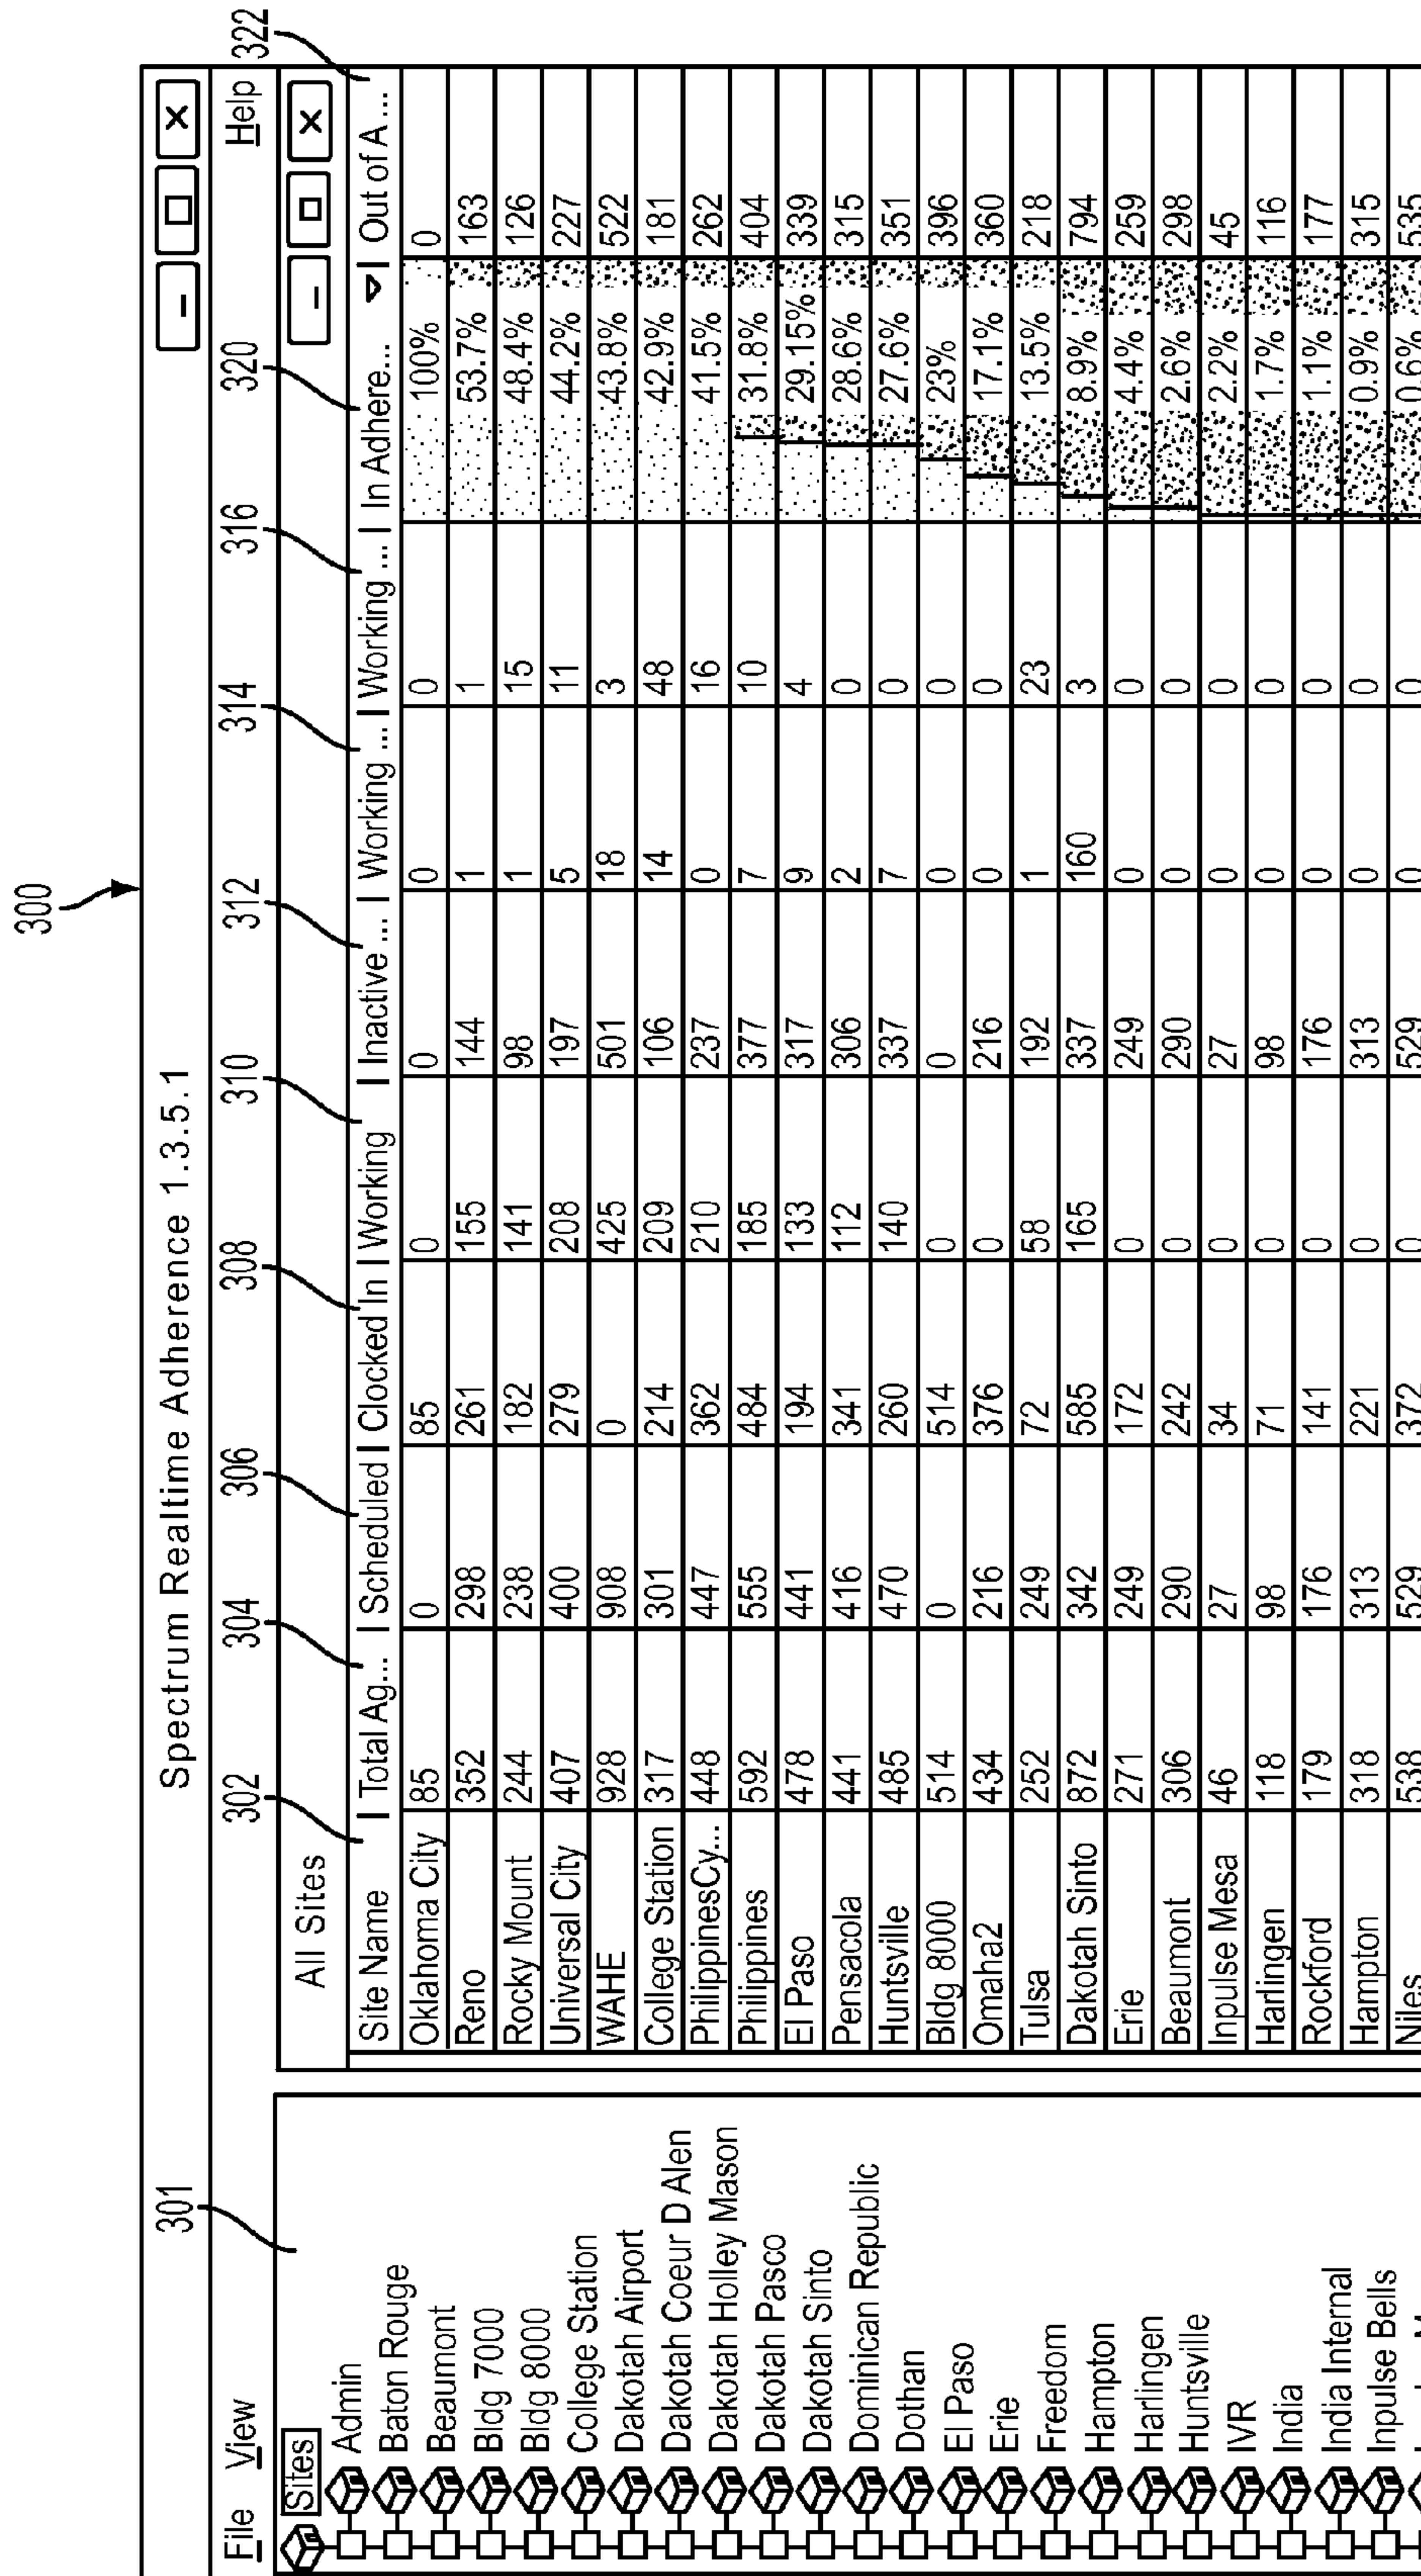 300
Spectrum Realtime Adherence 1.3.5.1
301
File View Help
302 304 306 308 310 312 314 316 320 322
Sites
Admin
Baton Rouge
Beaumont
Bldg 7000
Bldg 8000
College Station
Dakotah Airport
Dakotah Coeur D Alen
Dakotah Holley Mason
Dakotah Pasco
Dakotah Sinto
Dominican Republic
Dothan
El Paso
Erie
Freedom
Hampton
Harlingen
Huntsville
IVR
India
India Internal
Inpulse Bells
All Sites
Site Name Total Ag... Scheduled Clocked In Working Inactive ... Working ... Working ... In Adhere... Out of A ...
Oklahoma City 85 0 85 0 0 0 0 100% 0
Reno 352 298 261 155 144 1 1 53.7% 163
Rocky Mount 244 238 182 141 98 1 15 48.4% 126
Universal City 407 400 279 208 197 5 11 44.2% 227
WAHE 928 908 0 425 501 18 3 43.8% 522
College Station 317 301 214 209 106 14 48 42.9% 181
PhilippinesCy... 448 447 362 210 237 0 16 41.5% 262
Philippines 592 555 484 185 377 7 10 31.8% 404
El Paso 478 441 194 133 317 9 4 29.15% 339
Pensacola 441 416 341 112 306 2 0 28.6% 315
Huntsville 485 470 260 140 337 7 0 27.6% 351
Bldg 8000 514 0 514 0 0 0 0 23% 396
Omaha2 434 216 376 0 216 0 0 17.1% 360
Tulsa 252 249 72 58 192 1 23 13.5% 218
Dakotah Sinto 872 342 585 165 337 160 3 8.9% 794
Erie 271 249 172 0 249 0 0 4.4% 259
Beaumont 306 290 242 0 290 0 0 2.6% 298
Inpulse Mesa 46 27 34 0 27 0 0 2.2% 45
Harlingen 118 98 71 0 98 0 0 1.7% 116
Rockford 179 176 141 0 176 0 0 1.1% 177
Hampton 318 313 221 0 313 0 0 0.9% 315
Niles 538 529 372 0 529 0 0 0.6% 535